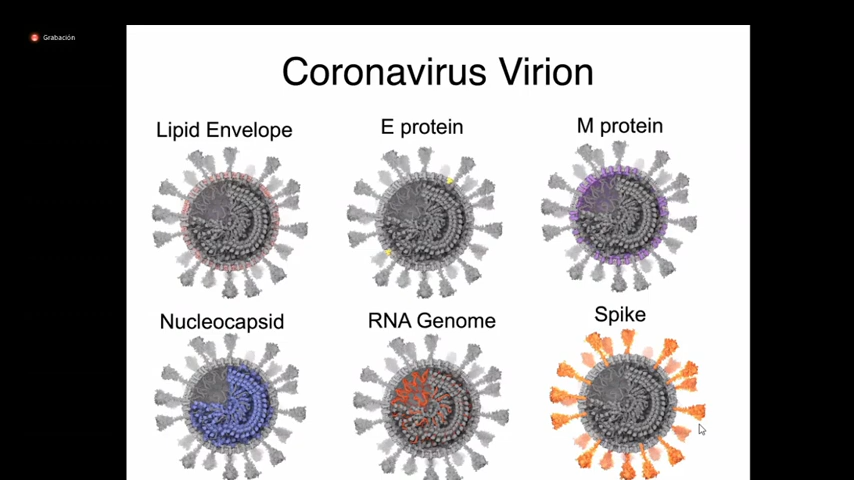 Grabación
Coronavirus Virion
Lipid Envelope
E protein
M protein
Nucleocapsid
RNA Genome
Spike